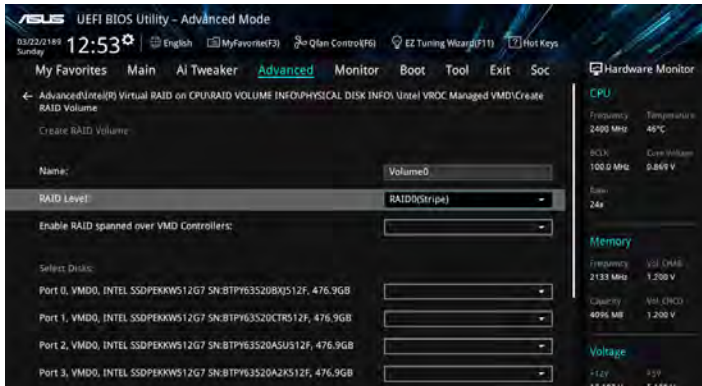 ASUS UEFI BIOS Utility – Advanced Mode
03/22/2189 Sunday 12:53 English MyFavorite(F3) Qfan Control(F6) EZ Tuning Wizard(F11) Hot Keys
My Favorites Main Ai Tweaker Advanced Monitor Boot Tool Exit Soc
Hardware Monitor
← Advanced\Intel(R) Virtual RAID on CPU\RAID VOLUME INFO\PHYSICAL DISK INFO\ \Intel VROC Managed VMD\Create
RAID Volume
Create RAID Volume
Name: Volume0
RAID Level: RAID0(Stripe)
Enable RAID spanned over VMD Controllers:
Select Disks:
Port 0, VMD0, INTEL SSDPEKKW512G7 SN:BTPY63520BXJ512F, 476.9GB
Port 1, VMD0, INTEL SSDPEKKW512G7 SN:BTPY63520CTR512F, 476.9GB
Port 2, VMD0, INTEL SSDPEKKW512G7 SN:BTPY63520ASU512F, 476.9GB
Port 3, VMD0, INTEL SSDPEKKW512G7 SN:BTPY63520A2K512F, 476.9GB
CPU
Frequency Temperature
2400 MHz 46°C
BCLK Core Voltage
100.0 MHz 0.869 V
Ratio
24x
Memory
Frequency Vol_CHAB
2133 MHz 1.200 V
Capacity Vol_CHCD
4096 MB 1.200 V
Voltage
+12V +5V